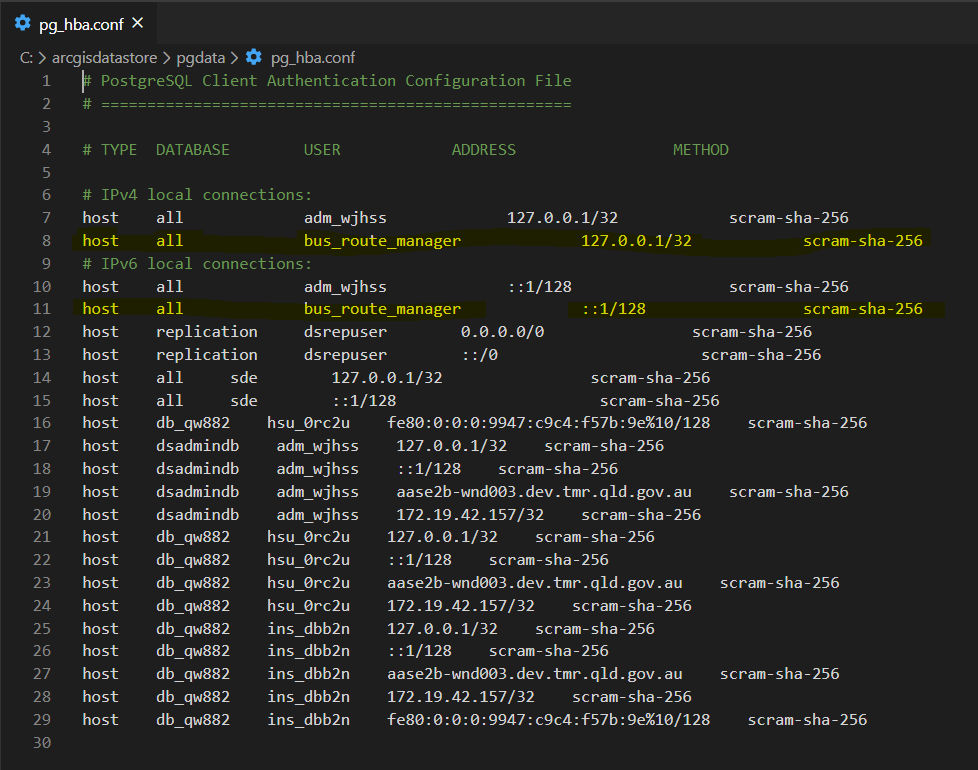 pg_hba.conf ×
C: > arcgisdatastore > pgdata > pg_hba.conf
1 # PostgreSQL Client Authentication Configuration File
2 # ===================================================
3
4 # TYPE DATABASE USER ADDRESS METHOD
5
6 # IPv4 local connections:
7 host all adm_wjhss 127.0.0.1/32 scram-sha-256
8 host all bus_route_manager 127.0.0.1/32 scram-sha-256
9 # IPv6 local connections:
10 host all adm_wjhss ::1/128 scram-sha-256
11 host all bus_route_manager ::1/128 scram-sha-256
12 host replication dsrepuser 0.0.0.0/0 scram-sha-256
13 host replication dsrepuser ::/0 scram-sha-256
14 host all sde 127.0.0.1/32 scram-sha-256
15 host all sde ::1/128 scram-sha-256
16 host db_qw882 hsu_0rc2u fe80:0:0:0:9947:c9c4:f57b:9e%10/128 scram-sha-256
17 host dsadmindb adm_wjhss 127.0.0.1/32 scram-sha-256
18 host dsadmindb adm_wjhss ::1/128 scram-sha-256
19 host dsadmindb adm_wjhss aase2b-wnd003.dev.tmr.qld.gov.au scram-sha-256
20 host dsadmindb adm_wjhss 172.19.42.157/32 scram-sha-256
21 host db_qw882 hsu_0rc2u 127.0.0.1/32 scram-sha-256
22 host db_qw882 hsu_0rc2u ::1/128 scram-sha-256
23 host db_qw882 hsu_0rc2u aase2b-wnd003.dev.tmr.qld.gov.au scram-sha-256
24 host db_qw882 hsu_0rc2u 172.19.42.157/32 scram-sha-256
25 host db_qw882 ins_dbb2n 127.0.0.1/32 scram-sha-256
26 host db_qw882 ins_dbb2n ::1/128 scram-sha-256
27 host db_qw882 ins_dbb2n aase2b-wnd003.dev.tmr.qld.gov.au scram-sha-256
28 host db_qw882 ins_dbb2n 172.19.42.157/32 scram-sha-256
29 host db_qw882 ins_dbb2n fe80:0:0:0:9947:c9c4:f57b:9e%10/128 scram-sha-256
30